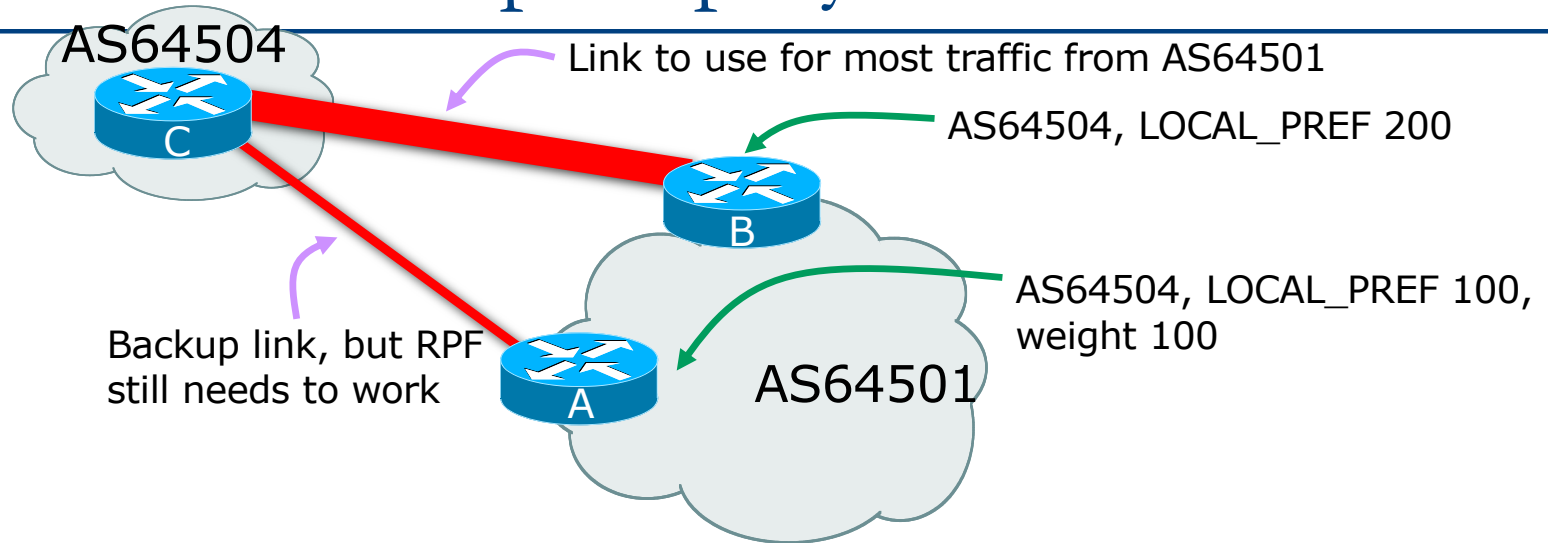 AS64504
Link to use for most traffic from AS64501
C
AS64504, LOCAL_PREF 200
B
AS64504, LOCAL_PREF 100,
weight 100
Backup link, but RPF
still needs to work
A
AS64501